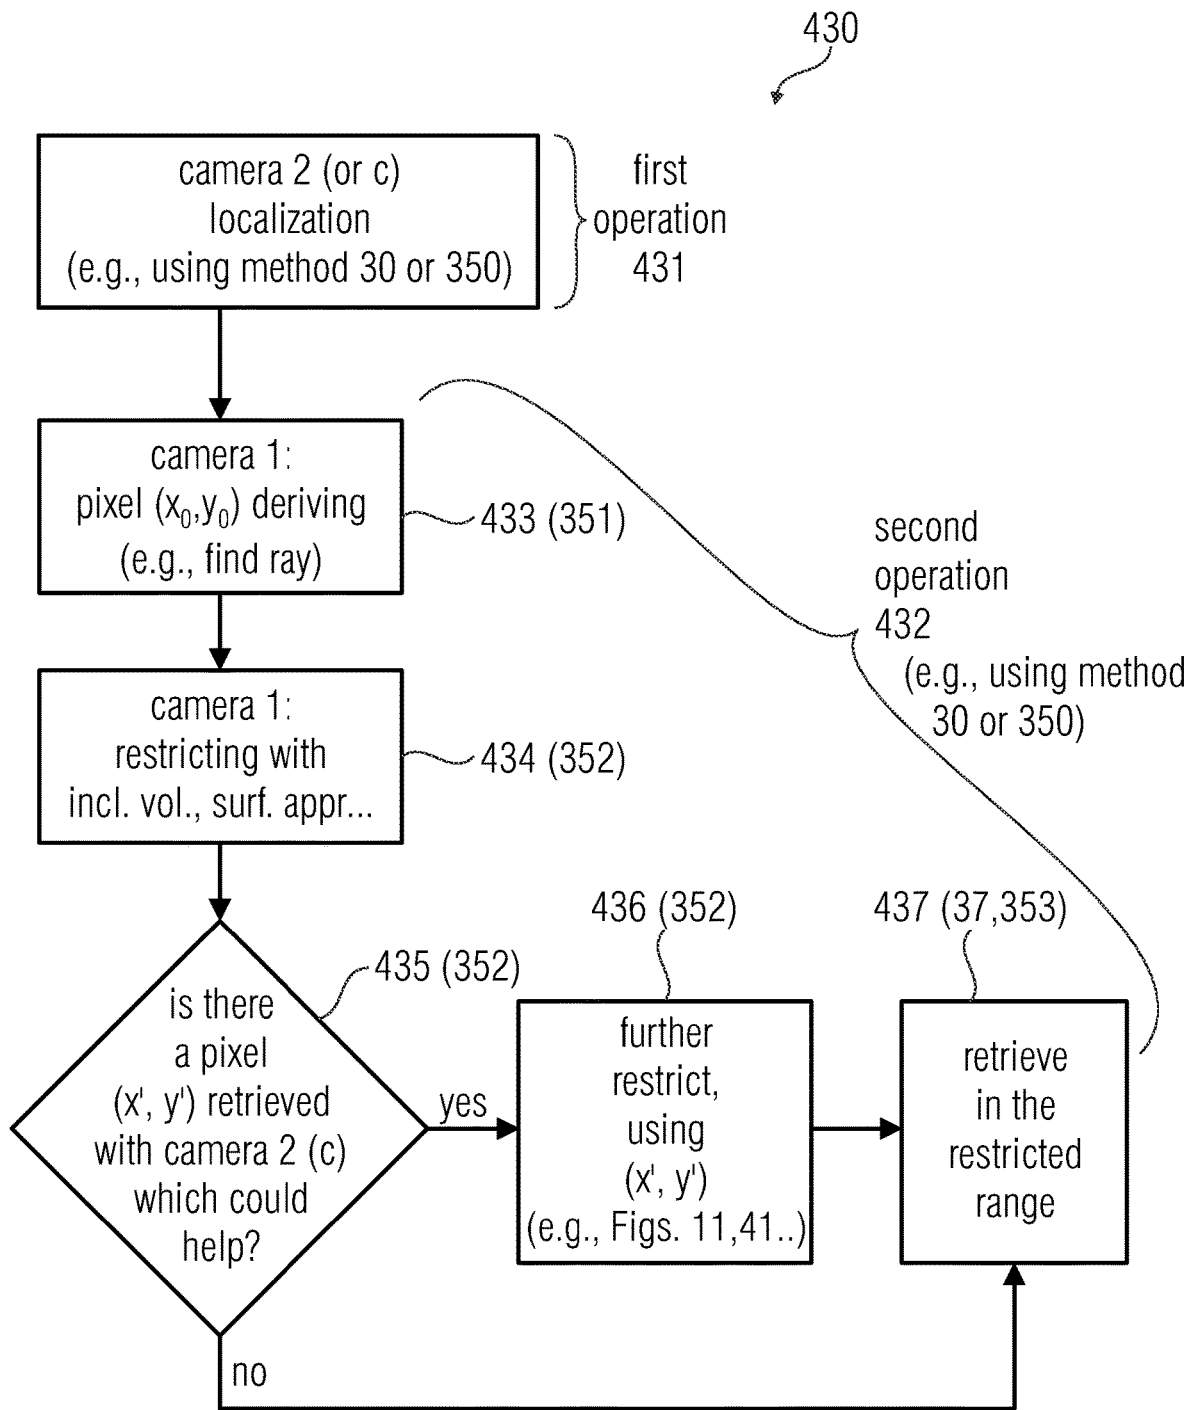 430
camera 2 (or c)
localization
(e.g., using method 30 or 350)
first
operation
431
camera 1:
pixel (x₀,y₀) deriving
(e.g., find ray)
433 (351)
second
operation
432
(e.g., using method
30 or 350)
camera 1:
restricting with
incl. vol., surf. appr...
434 (352)
is there
a pixel
(x', y') retrieved
with camera 2 (c)
which could
help?
435 (352)
yes
436 (352)
further
restrict,
using
(x', y')
(e.g., Figs. 11,41..)
437 (37,353)
retrieve
in the
restricted
range
no